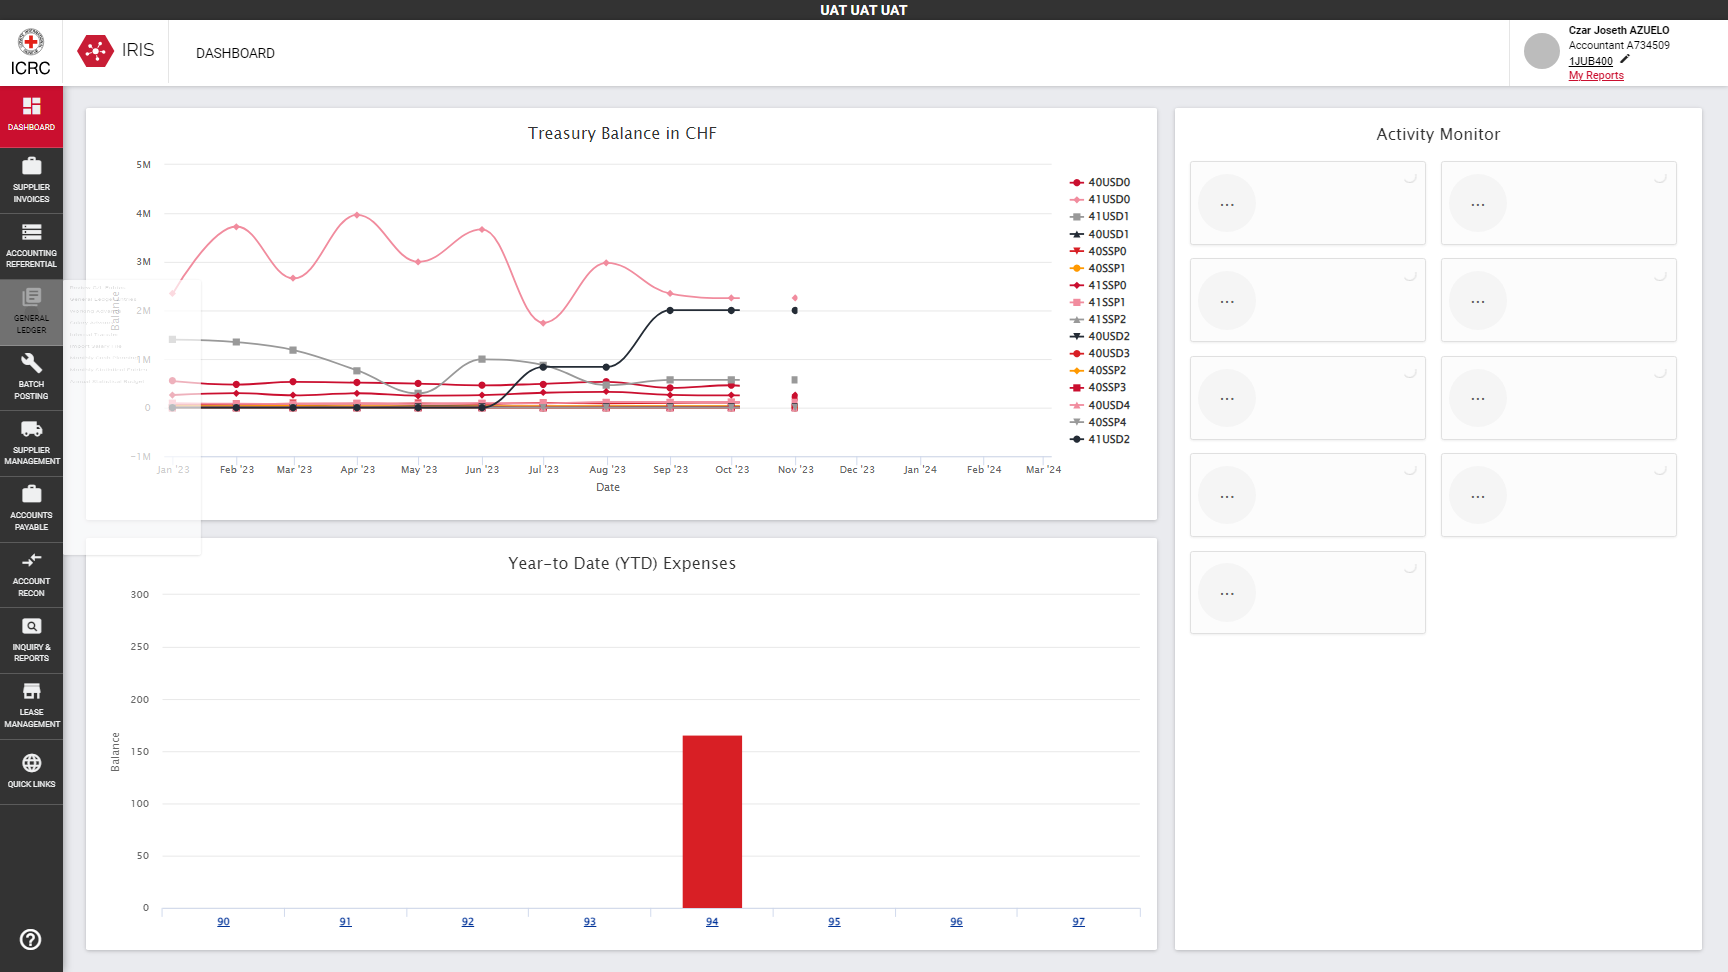 UAT UAT UAT
ICRC
IRIS
DASHBOARD
Czar Joseth AZUELO
Accountant A734509
1JUB400
My Reports
DASHBOARD
SUPPLIER
INVOICES
ACCOUNTING
REFERENTIAL
GENERAL
LEDGER
BATCH
POSTING
SUPPLIER
MANAGEMENT
ACCOUNTS
PAYABLE
ACCOUNT
RECON
INQUIRY &
REPORTS
LEASE
MANAGEMENT
QUICK LINKS
Treasury Balance in CHF
5M
4M
3M
2M
1M
0
-1M
Balance
Jan '23
Feb '23
Mar '23
Apr '23
May '23
Jun '23
Jul '23
Aug '23
Sep '23
Oct '23
Nov '23
Dec '23
Jan '24
Feb '24
Mar '24
Date
40USD0
41USD0
41USD1
40USD1
40SSP0
40SSP1
41SSP0
41SSP1
41SSP2
40USD2
40USD3
40SSP2
40SSP3
40USD4
40SSP4
41USD2
Year-to Date (YTD) Expenses
300
250
200
150
100
50
0
Balance
90
91
92
93
94
95
96
97
Activity Monitor
...
...
...
...
...
...
...
...
...